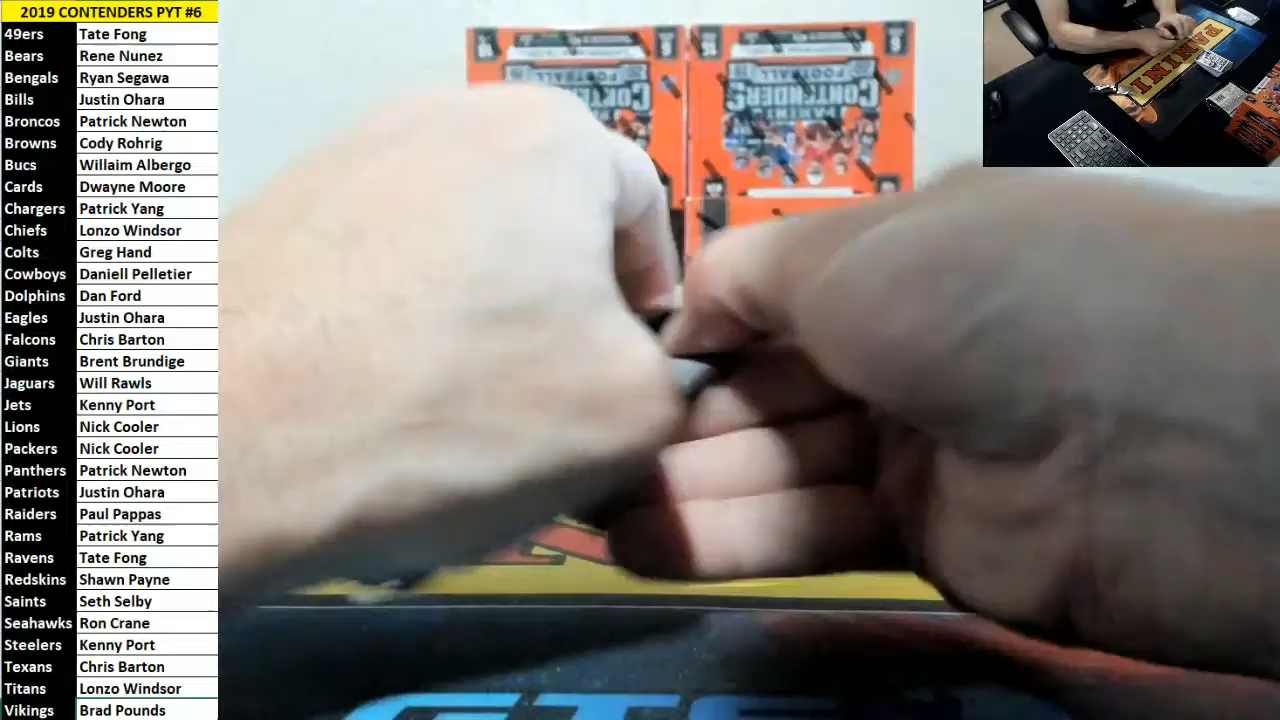 2019 CONTENDERS PYT #6
49ers Tate Fong
Bears Rene Nunez
Bengals Ryan Segawa
Bills Justin Ohara
Broncos Patrick Newton
Browns Cody Rohrig
Bucs Willaim Albergo
Cards Dwayne Moore
Chargers Patrick Yang
Chiefs Lonzo Windsor
Colts Greg Hand
Cowboys Daniell Pelletier
Dolphins Dan Ford
Eagles Justin Ohara
Falcons Chris Barton
Giants Brent Brundige
Jaguars Will Rawls
Jets Kenny Port
Lions Nick Cooler
Packers Nick Cooler
Panthers Patrick Newton
Patriots Justin Ohara
Raiders Paul Pappas
Rams Patrick Yang
Ravens Tate Fong
Redskins Shawn Payne
Saints Seth Selby
Seahawks Ron Crane
Steelers Kenny Port
Texans Chris Barton
Titans Lonzo Windsor
Vikings Brad Pounds
FOOTBALL
CONTENDERS
PANINI
FOOTBALL
CONTENDERS
PANINI
PANINI